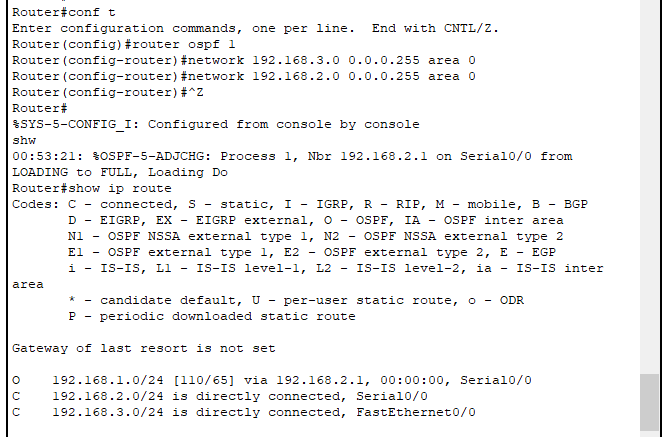 Router#conf t
Enter configuration commands, one per line.  End with CNTL/Z.
Router(config)#router ospf 1
Router(config-router)#network 192.168.3.0 0.0.0.255 area 0
Router(config-router)#network 192.168.2.0 0.0.0.255 area 0
Router(config-router)#^Z
Router#
%SYS-5-CONFIG_I: Configured from console by console
shw
00:53:21: %OSPF-5-ADJCHG: Process 1, Nbr 192.168.2.1 on Serial0/0 from
LOADING to FULL, Loading Do
Router#show ip route
Codes: C - connected, S - static, I - IGRP, R - RIP, M - mobile, B - BGP
       D - EIGRP, EX - EIGRP external, O - OSPF, IA - OSPF inter area
       N1 - OSPF NSSA external type 1, N2 - OSPF NSSA external type 2
       E1 - OSPF external type 1, E2 - OSPF external type 2, E - EGP
       i - IS-IS, L1 - IS-IS level-1, L2 - IS-IS level-2, ia - IS-IS inter
area
       * - candidate default, U - per-user static route, o - ODR
       P - periodic downloaded static route
Gateway of last resort is not set
O    192.168.1.0/24 [110/65] via 192.168.2.1, 00:00:00, Serial0/0
C    192.168.2.0/24 is directly connected, Serial0/0
C    192.168.3.0/24 is directly connected, FastEthernet0/0